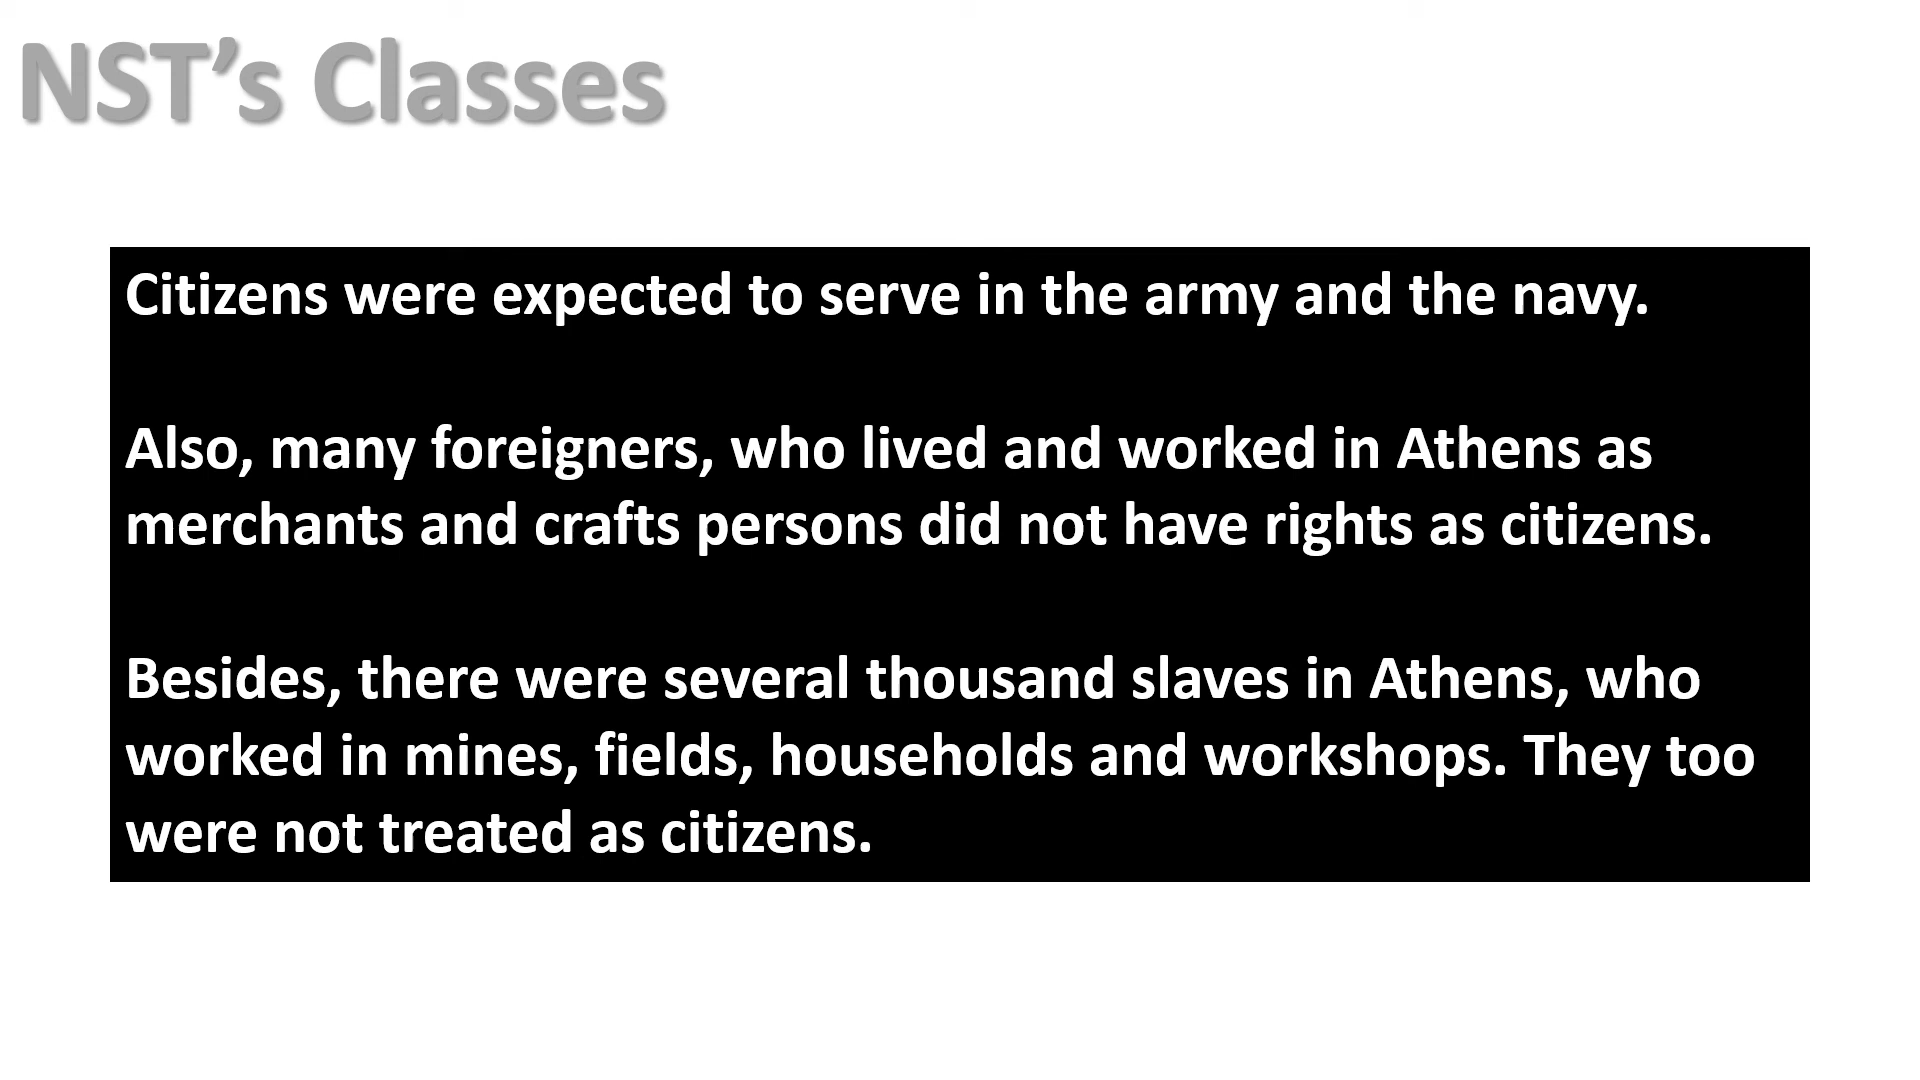 NST’s Classes
Citizens were expected to serve in the army and the navy.
Also, many foreigners, who lived and worked in Athens as
merchants and crafts persons did not have rights as citizens.
Besides, there were several thousand slaves in Athens, who
worked in mines, fields, households and workshops. They too
were not treated as citizens.